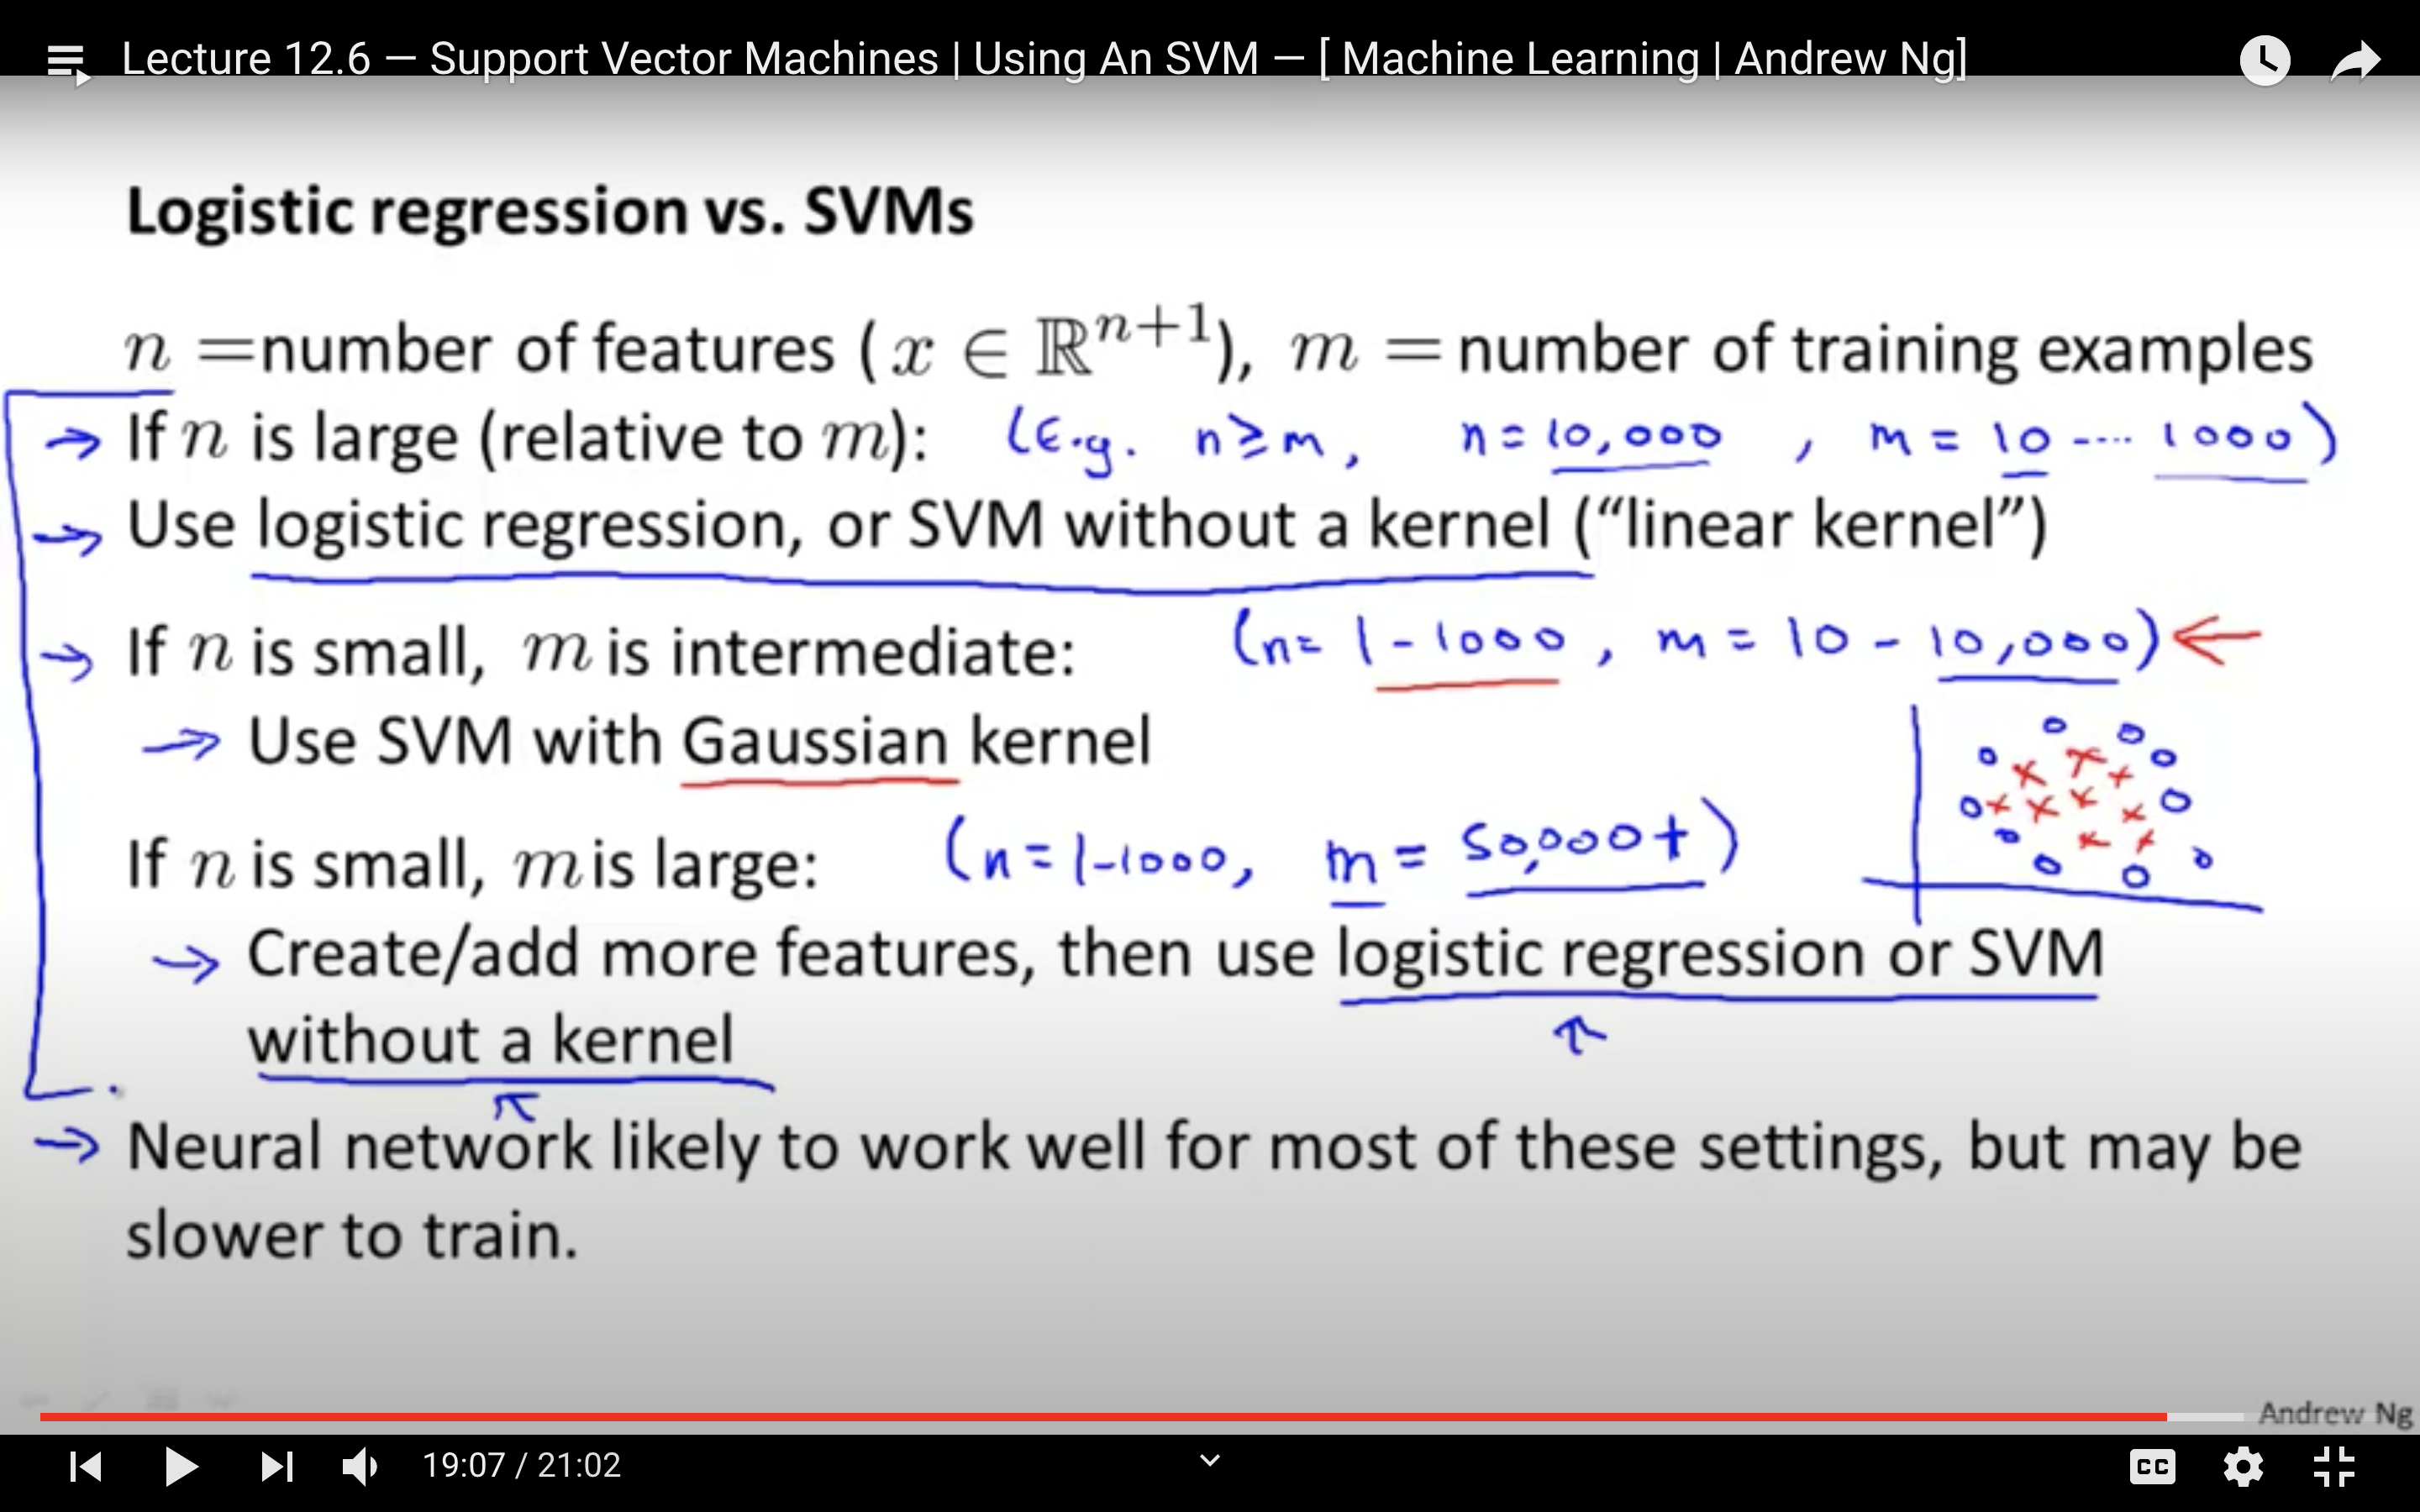 Lecture 12.6 — Support Vector Machines | Using An SVM — [ Machine Learning | Andrew Ng]
Logistic regression vs. SVMs
n =number of features ( x ∈ ℝⁿ⁺¹), m = number of training examples
→ If n is large (relative to m): (E.g. n ≥ m, n = 10,000 , m = 10 ---- 1000)
→ Use logistic regression, or SVM without a kernel (“linear kernel”)
→ If n is small, m is intermediate: (n= 1 - 1000 , m = 10 - 10,000) ←
→ Use SVM with Gaussian kernel
If n is small, m is large: (n = 1-1000, m = 50,000+)
→ Create/add more features, then use logistic regression or SVM
without a kernel
→ Neural network likely to work well for most of these settings, but may be
slower to train.
Andrew Ng
19:07 / 21:02
CC